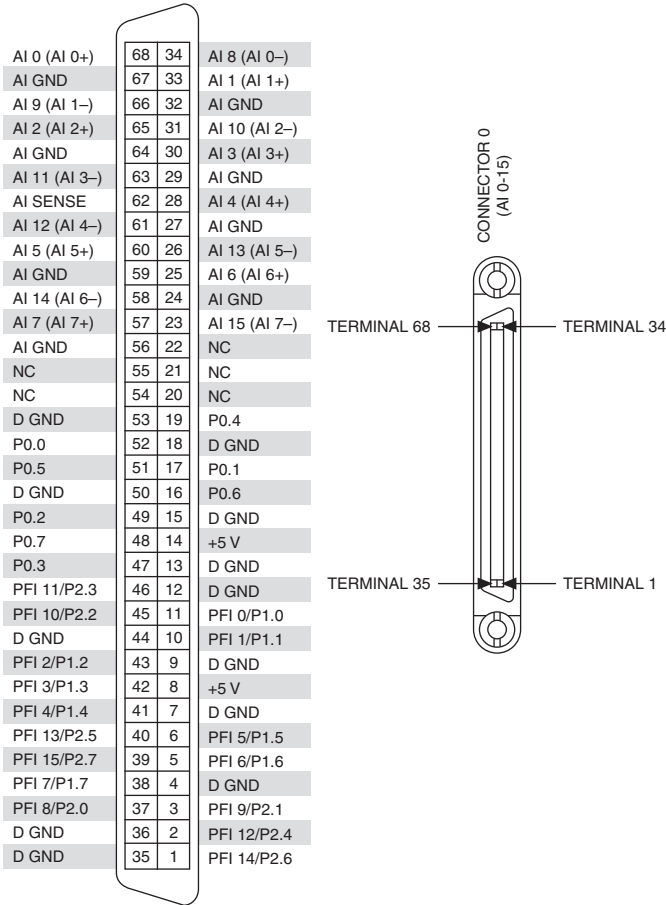 AI 0 (AI 0+) 68 34 AI 8 (AI 0–)
AI GND 67 33 AI 1 (AI 1+)
AI 9 (AI 1–) 66 32 AI GND
AI 2 (AI 2+) 65 31 AI 10 (AI 2–)
AI GND 64 30 AI 3 (AI 3+)
AI 11 (AI 3–) 63 29 AI GND
AI SENSE 62 28 AI 4 (AI 4+)
AI 12 (AI 4–) 61 27 AI GND
AI 5 (AI 5+) 60 26 AI 13 (AI 5–)
AI GND 59 25 AI 6 (AI 6+)
AI 14 (AI 6–) 58 24 AI GND
AI 7 (AI 7+) 57 23 AI 15 (AI 7–)
AI GND 56 22 NC
NC 55 21 NC
NC 54 20 NC
D GND 53 19 P0.4
P0.0 52 18 D GND
P0.5 51 17 P0.1
D GND 50 16 P0.6
P0.2 49 15 D GND
P0.7 48 14 +5 V
P0.3 47 13 D GND
PFI 11/P2.3 46 12 D GND
PFI 10/P2.2 45 11 PFI 0/P1.0
D GND 44 10 PFI 1/P1.1
PFI 2/P1.2 43 9 D GND
PFI 3/P1.3 42 8 +5 V
PFI 4/P1.4 41 7 D GND
PFI 13/P2.5 40 6 PFI 5/P1.5
PFI 15/P2.7 39 5 PFI 6/P1.6
PFI 7/P1.7 38 4 D GND
PFI 8/P2.0 37 3 PFI 9/P2.1
D GND 36 2 PFI 12/P2.4
D GND 35 1 PFI 14/P2.6
CONNECTOR 0
(AI 0-15)
TERMINAL 68 TERMINAL 34
TERMINAL 35 TERMINAL 1